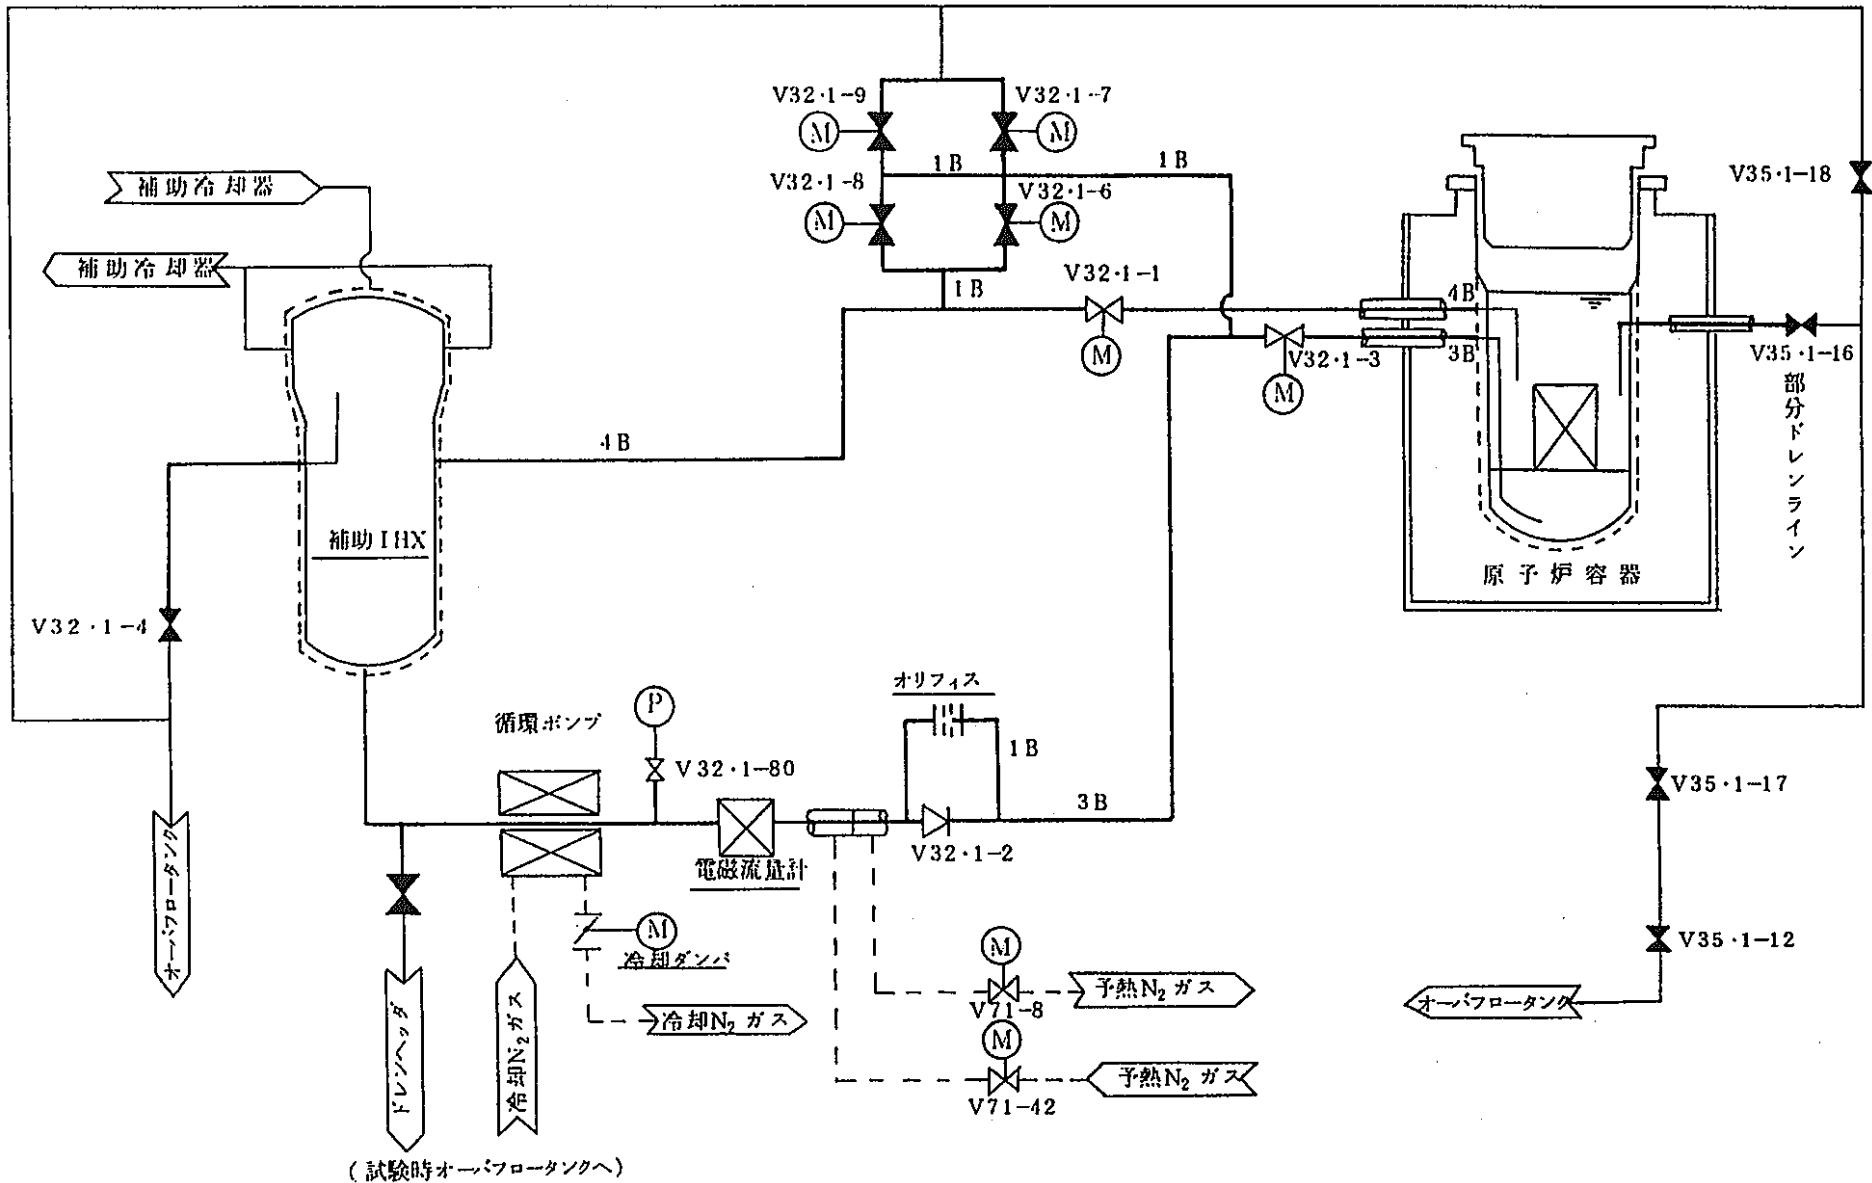 V32・1-9
V32・1-7
M
M
1B
1B
V32・1-8
V32・1-6
M
M
1B
補助冷却器
補助冷却器
V35・1-18
V32・1-1
M
4B
3B
V32・1-3
M
V35・1-16
部分ドレンライン
4B
補助IHX
原子炉容器
V32・1-4
オリフィス
循環ポンプ
P
V32・1-80
1B
3B
V32・1-2
電磁流量計
V35・1-17
オーバフロータンク
M
冷却ダンパ
M
V35・1-12
予熱N₂ガス
V71-8
オーバフロータンク
冷却N₂ガス
M
ドレンヘッダ
冷却N₂ガス
予熱N₂ガス
V71-42
(試験時オーバフロータンクへ)